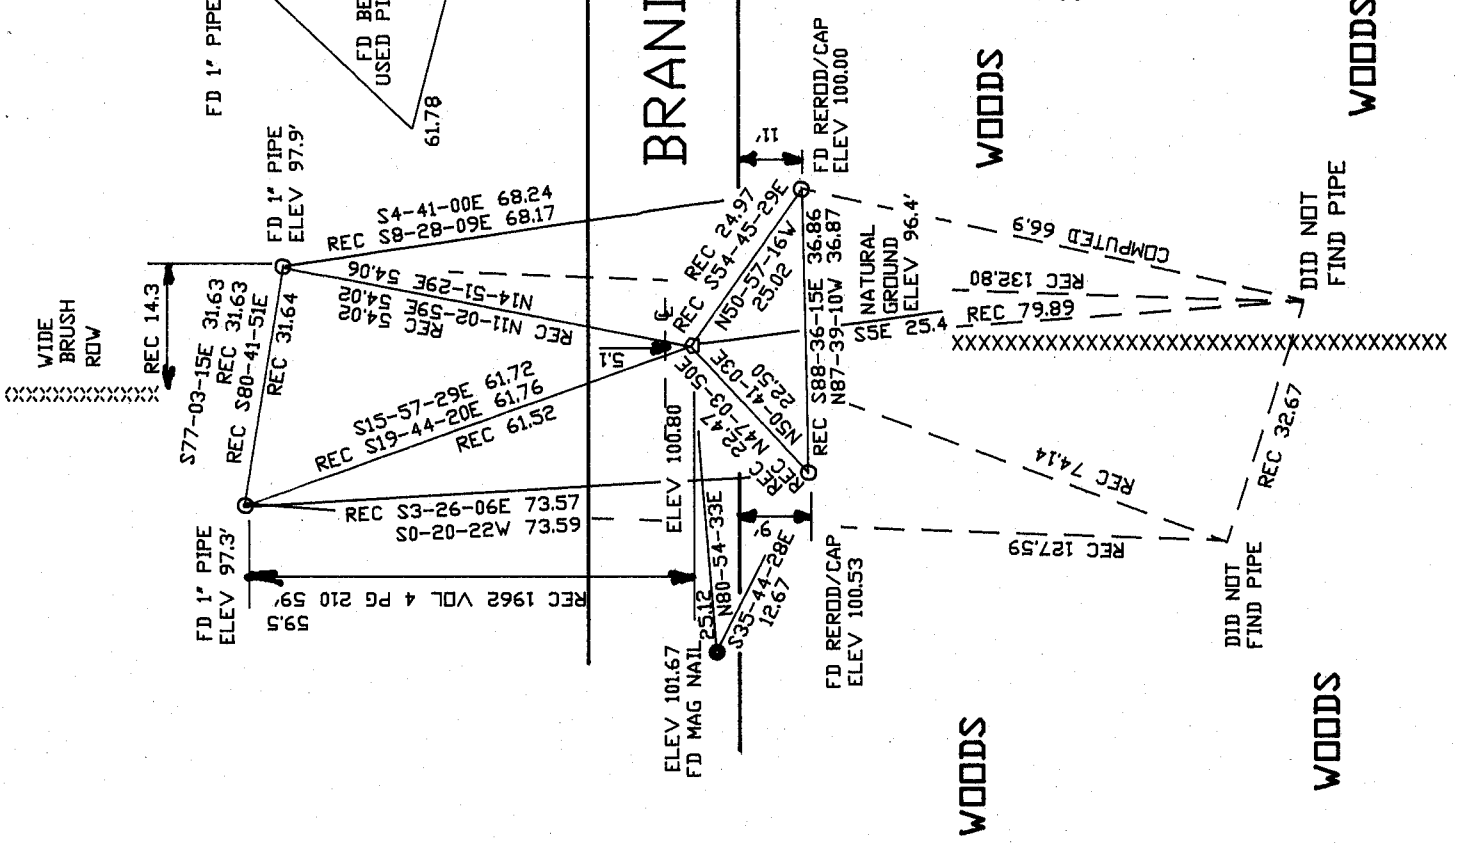 FD 1" PIPE
FD BE
USED PI
61.78
BRAN
WOODS
WOODS
WIDE
BRUSH
ROW
REC 14.3
FD 1" PIPE
ELEV 97.9'
S77-03-15E 31.63
REC 31.63
REC S80-41-51E
REC 31.64
S4-41-00E 68.24
REC S8-28-09E 68.17
N14-51-29E 54.06
54.02
REC N11-02-59E 54.02
REC
S15-57-29E 61.72
REC S19-44-20E 61.76
REC 61.52
REC S3-26-06E 73.57
S0-20-22W 73.59
FD 1" PIPE
ELEV 97.3'
REC 1962 VOL 4 PG 210 59'
59.5
5.1
ELEV 100.80
11'
FD REROD/CAP
ELEV 100.00
REC 24.97
REC S54-45-29E
N50-57-16W
25.02
S88-36-15E 36.86
REC N87-39-10W 36.87
NATURAL
GROUND
ELEV 96.4'
S5E 25.4
N50-41-03E
22.50
REC N47-03-50E
REC 22.47
REC
N80-54-33E
25.12
S35-44-28E
12.67
9'
ELEV 101.67
FD MAG NAIL
FD REROD/CAP
ELEV 100.53
COMPUTED 66.9
REC 132.80
REC 79.89
REC 74.14
REC 127.59
REC 32.67
DID NOT
FIND PIPE
DID NOT
FIND PIPE
WOODS
WOODS